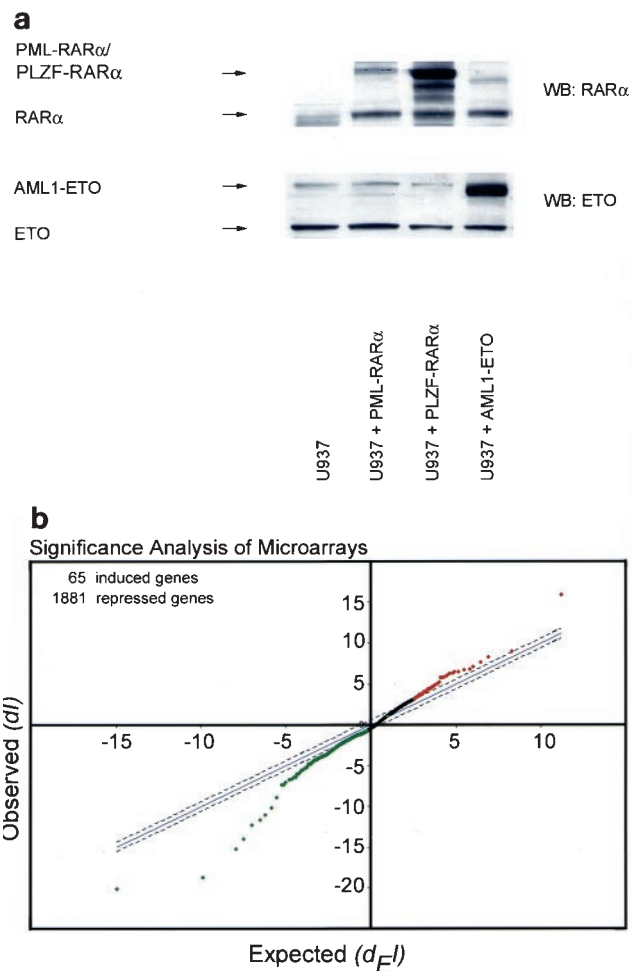 a
PML-RARα/
PLZF-RARα
WB: RARα
RARα
AML1-ETO
WB: ETO
ETO
U937
U937 + PML-RARα
U937 + PLZF-RARα
U937 + AML1-ETO
b
Significance Analysis of Microarrays
65 induced genes
1881 repressed genes
15
10
5
-15 -10 -5 5 10
-5
-10
-15
-20
Observed (dI)
Expected (dFI)